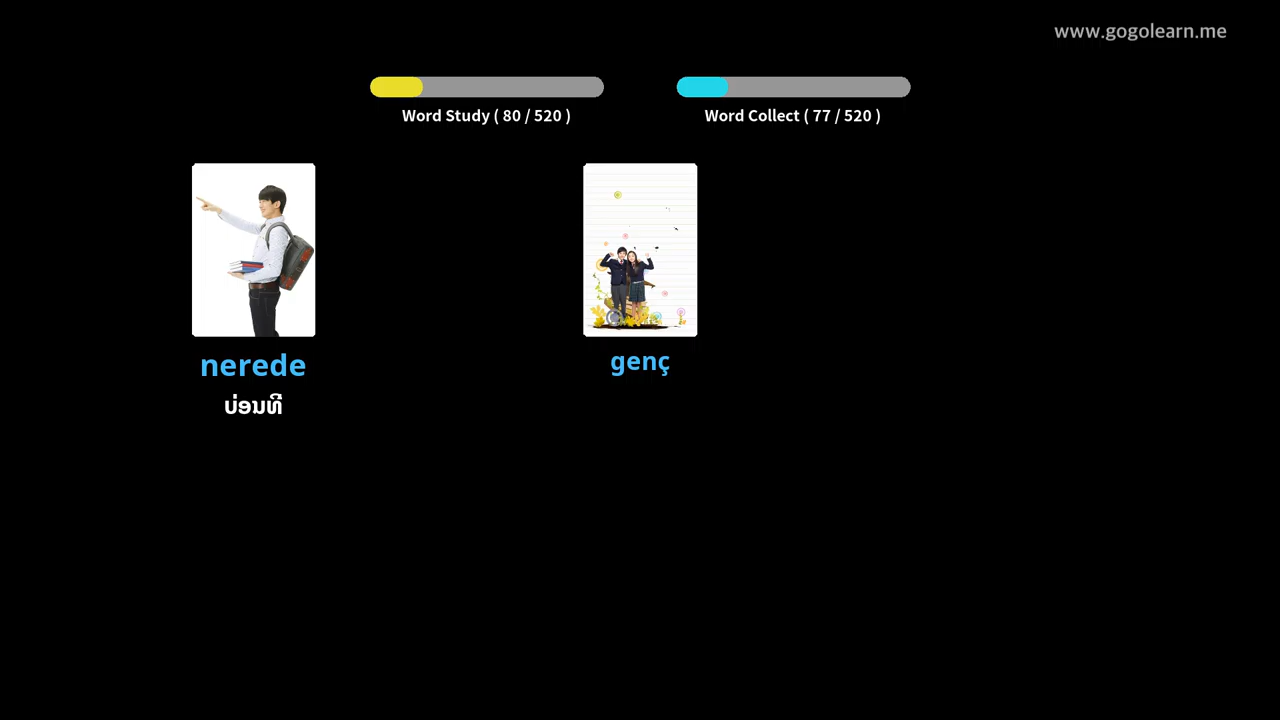 www.gogolearn.me
Word Study ( 80 / 520 )
Word Collect ( 77 / 520 )
nerede
ບ່ອນທີ
genç